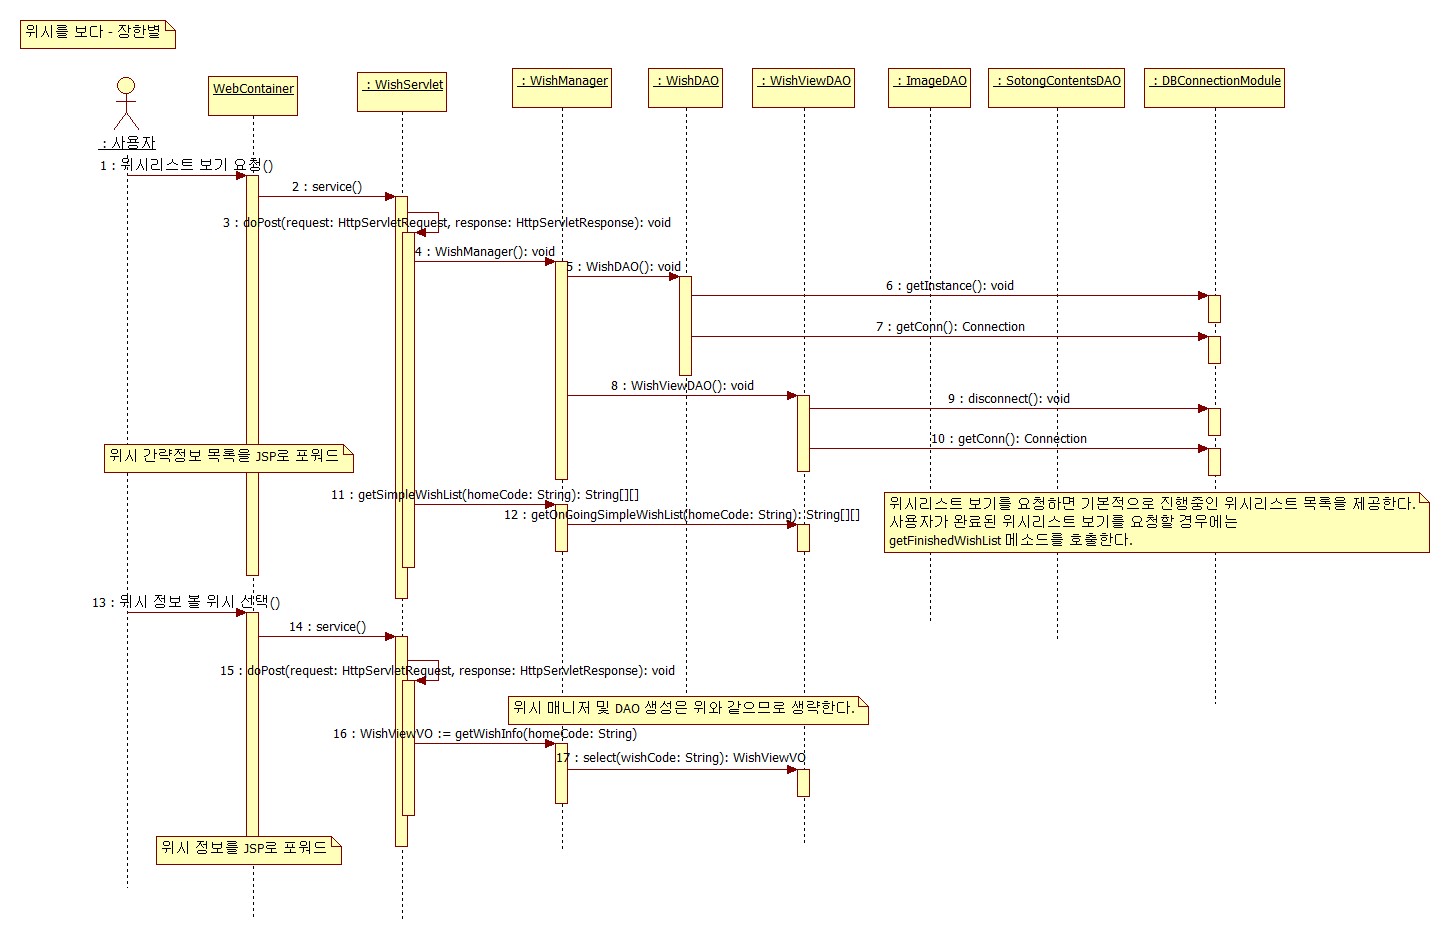 위시를 보다 - 장한별
WebContainer
: WishServlet
: WishManager
: WishDAO
: WishViewDAO
: ImageDAO
: SotongContentsDAO
: DBConnectionModule
: 사용자
1 : 위시리스트 보기 요청()
2 : service()
3 : doPost(request: HttpServletRequest, response: HttpServletResponse): void
4 : WishManager(): void
5 : WishDAO(): void
6 : getInstance(): void
7 : getConn(): Connection
8 : WishViewDAO(): void
9 : disconnect(): void
10 : getConn(): Connection
위시 간략정보 목록을 JSP로 포워드
11 : getSimpleWishList(homeCode: String): String[][]
12 : getOnGoingSimpleWishList(homeCode: String): String[][]
위시리스트 보기를 요청하면 기본적으로 진행중인 위시리스트 목록을 제공한다.
사용자가 완료된 위시리스트 보기를 요청할 경우에는
getFinishedWishList 메소드를 호출한다.
13 : 위시 정보 볼 위시 선택()
14 : service()
15 : doPost(request: HttpServletRequest, response: HttpServletResponse): void
위시 매니저 및 DAO 생성은 위와 같으므로 생략한다.
16 : WishViewVO := getWishInfo(homeCode: String)
17 : select(wishCode: String): WishViewVO
위시 정보를 JSP로 포워드